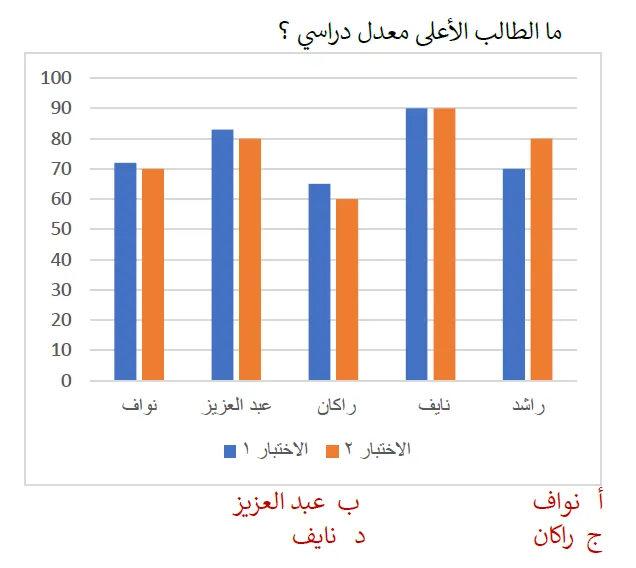 ما الطالب الأعلى معدل دراسي ؟
100
90
80
70
60
50
40
30
20
10
0
نواف عبد العزيز راكان نايف راشد
الاختبار ١ الاختبار ٢
أ نواف ب عبد العزيز
ج راكان د نايف